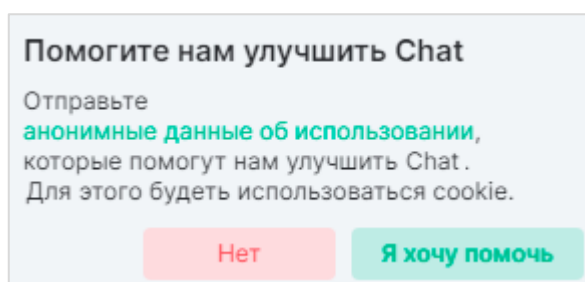 Помогите нам улучшить Chat
Отправьте
анонимные данные об использовании,
которые помогут нам улучшить Chat.
Для этого будеть использоваться cookie.
Нет
Я хочу помочь